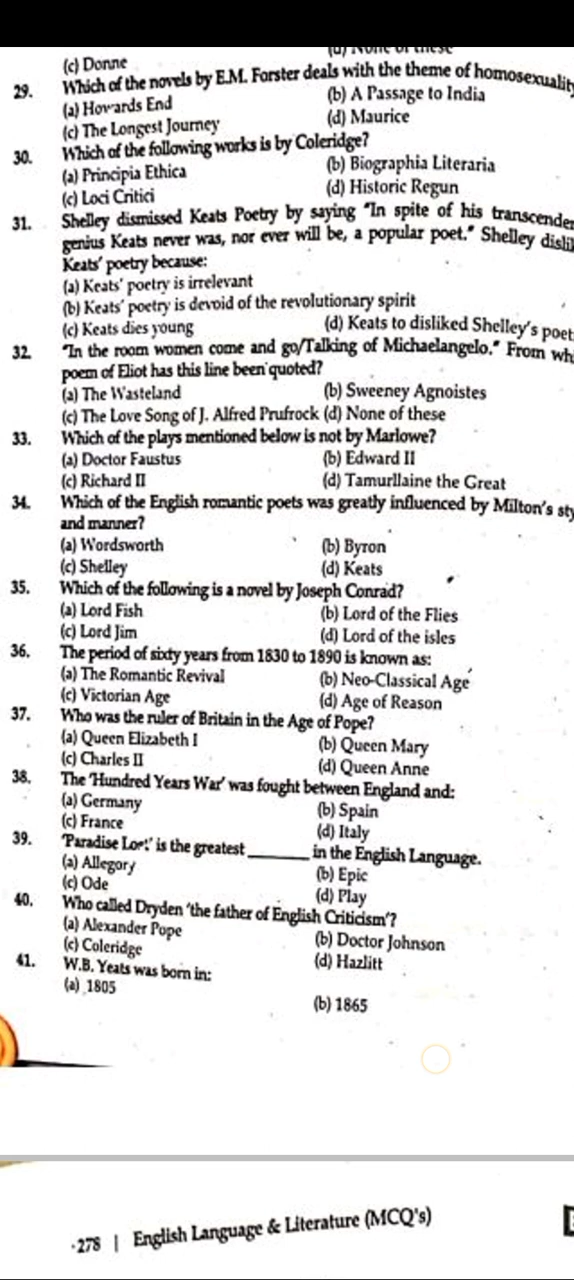 (c) Donne (d) None of these
29. Which of the novels by E.M. Forster deals with the theme of homosexuality
(a) Howards End (b) A Passage to India
(c) The Longest Journey (d) Maurice
30. Which of the following works is by Coleridge?
(a) Principia Ethica (b) Biographia Literaria
(c) Loci Critici (d) Historic Regun
31. Shelley dismissed Keats Poetry by saying "In spite of his transcenden
genius Keats never was, nor ever will be, a popular poet." Shelley disli
Keats' poetry because:
(a) Keats' poetry is irrelevant
(b) Keats' poetry is devoid of the revolutionary spirit
(c) Keats dies young (d) Keats to disliked Shelley's poet
32. "In the room women come and go/Talking of Michaelangelo." From whi
poem of Eliot has this line been quoted?
(a) The Wasteland (b) Sweeney Agnoistes
(c) The Love Song of J. Alfred Prufrock (d) None of these
33. Which of the plays mentioned below is not by Marlowe?
(a) Doctor Faustus (b) Edward II
(c) Richard II (d) Tamurllaine the Great
34. Which of the English romantic poets was greatly influenced by Milton's sty
and manner?
(a) Wordsworth (b) Byron
(c) Shelley (d) Keats
35. Which of the following is a novel by Joseph Conrad?
(a) Lord Fish (b) Lord of the Flies
(c) Lord Jim (d) Lord of the isles
36. The period of sixty years from 1830 to 1890 is known as:
(a) The Romantic Revival (b) Neo-Classical Age
(c) Victorian Age (d) Age of Reason
37. Who was the ruler of Britain in the Age of Pope?
(a) Queen Elizabeth I (b) Queen Mary
(c) Charles II (d) Queen Anne
38. The 'Hundred Years War' was fought between England and:
(a) Germany (b) Spain
(c) France (d) Italy
39. 'Paradise Lost' is the greatest ______ in the English Language.
(a) Allegory (b) Epic
(c) Ode (d) Play
40. Who called Dryden 'the father of English Criticism'?
(a) Alexander Pope (b) Doctor Johnson
(c) Coleridge (d) Hazlitt
41. W.B. Yeats was born in:
(a) 1805 (b) 1865
278 | English Language & Literature (MCQ's)